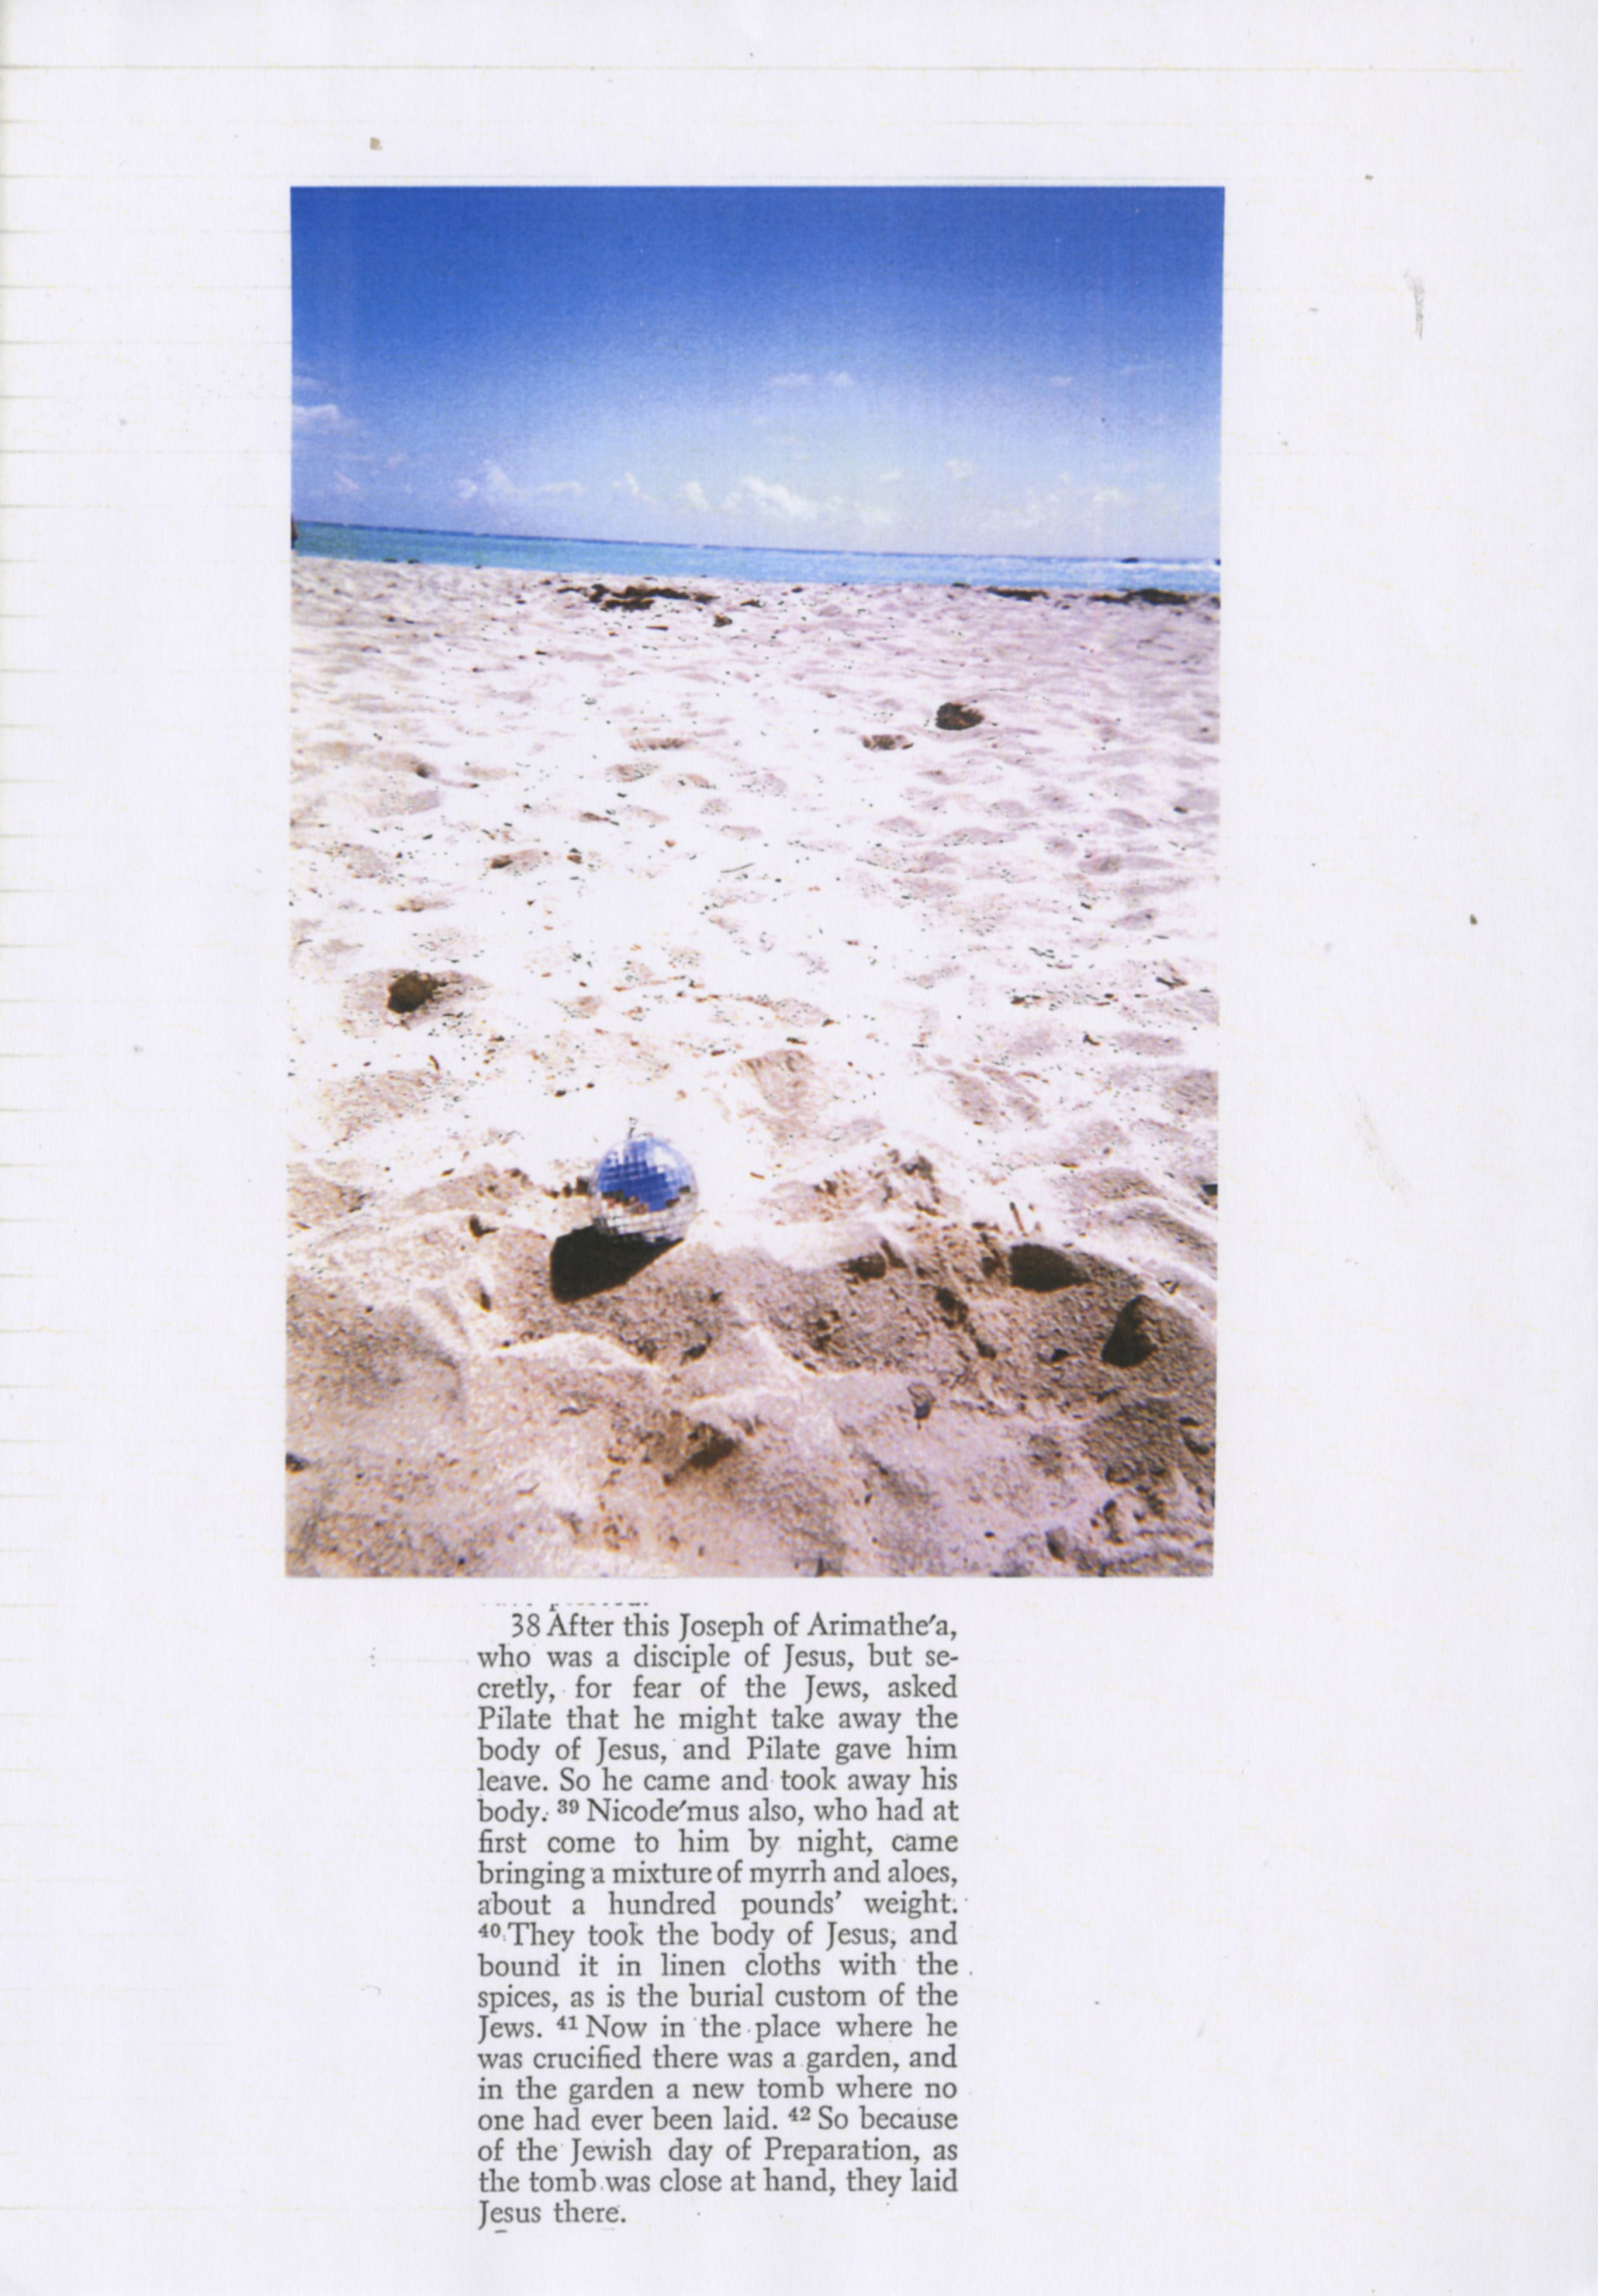 38 After this Joseph of Arimathe′a,
who was a disciple of Jesus, but se-
cretly, for fear of the Jews, asked
Pilate that he might take away the
body of Jesus, and Pilate gave him
leave. So he came and took away his
body. 39 Nicode′mus also, who had at
first come to him by night, came
bringing a mixture of myrrh and aloes,
about a hundred pounds’ weight.
40 They took the body of Jesus, and
bound it in linen cloths with the
spices, as is the burial custom of the
Jews. 41 Now in the place where he
was crucified there was a garden, and
in the garden a new tomb where no
one had ever been laid. 42 So because
of the Jewish day of Preparation, as
the tomb was close at hand, they laid
Jesus there.